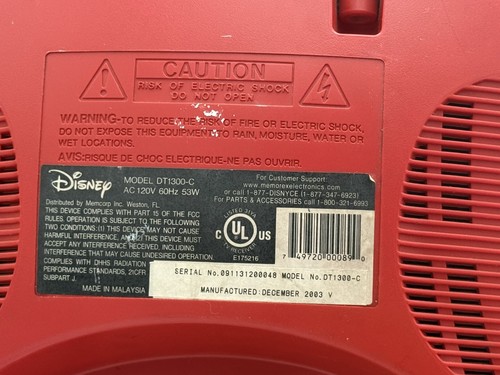 CAUTION
RISK OF ELECTRIC SHOCK
DO NOT OPEN
WARNING-TO REDUCE THE RISK OF FIRE OR ELECTRIC SHOCK,
DO NOT EXPOSE THIS EQUIPMENT TO RAIN, MOISTURE, WATER OR
WET LOCATIONS.
AVIS:RISQUE DE CHOC ELECTRIQUE-NE PAS OUVRIR.
Disney
MODEL DT1300-C
AC 120V 60Hz 53W
For Customer Support:
www.memorexelectronics.com
or call 1-877-DISNYCE (1-877-347-6923)
For PARTS & ACCESSORIES call 1-800-321-6993
Distributed by Memcorp Inc. Weston, FL
THIS DEVICE COMPLIES WITH PART 15 OF THE FCC
RULES. OPERATION IS SUBJECT TO THE FOLLOWING
TWO CONDITIONS: (1) THIS DEVICE MAY NOT CAUSE
HARMFUL INTERFERENCE, AND (2) THIS DEVICE MUST
ACCEPT ANY INTERFERENCE RECEIVED, INCLUDING
INTERFERENCE THAT MAY CAUSE UNDESIRED OPERATION
COMPLIES WITH DHHS RADIATION
PERFORMANCE STANDARDS, 21CFR
SUBPART J.
MADE IN MALAYSIA
LISTED
C UL US
E175216
7 49720 00089 6
SERIAL No.091131200048 MODEL No.DT1300-C
MANUFACTURED:DECEMBER 2003 V